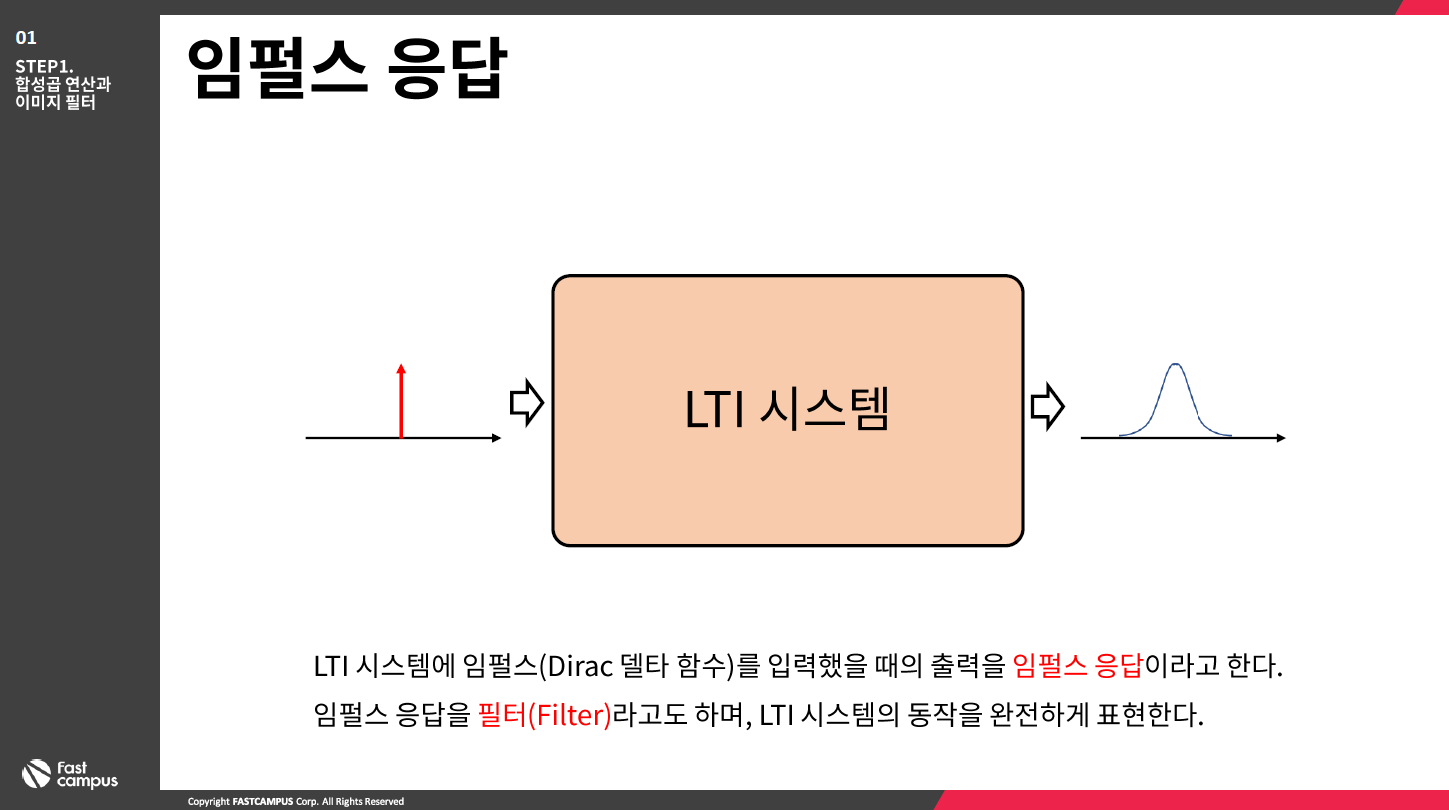 01
STEP1.
합성곱 연산과
이미지 필터
임펄스 응답
LTI 시스템
LTI 시스템에 임펄스(Dirac 델타 함수)를 입력했을 때의 출력을 임펄스 응답이라고 한다.
임펄스 응답을 필터(Filter)라고도 하며, LTI 시스템의 동작을 완전하게 표현한다.
Fast
campus
Copyright FASTCAMPUS Corp. All Rights Reserved